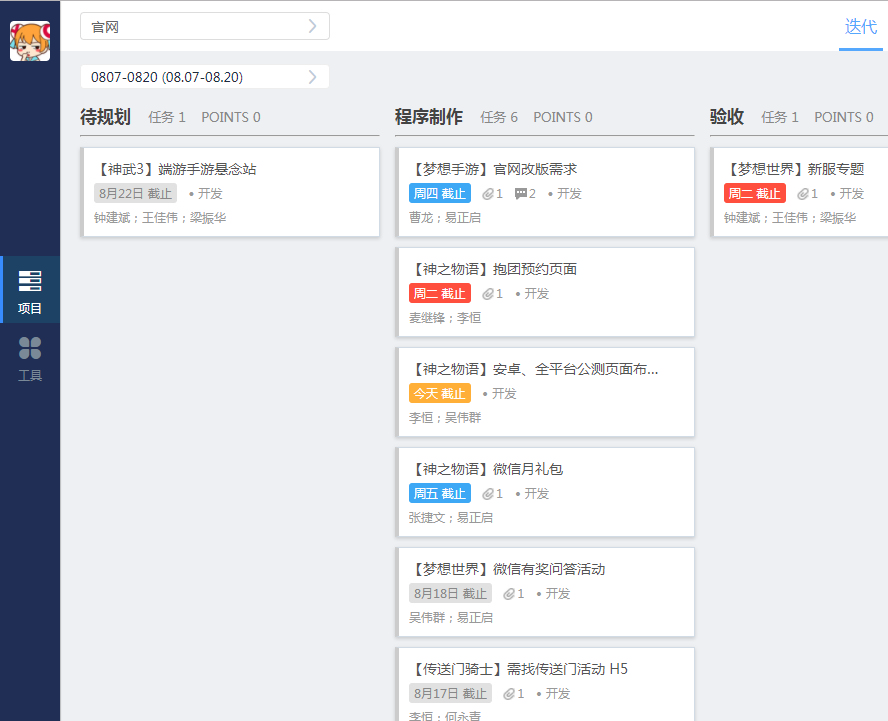 官网
迭代
0807-0820 (08.07-08.20)
项目
工具
待规划 任务 1 POINTS 0
【神武3】端游手游悬念站
8月22日 截止 • 开发
钟建斌；王佳伟；梁振华
程序制作 任务 6 POINTS 0
【梦想手游】官网改版需求
周四 截止 1 2 • 开发
曹龙；易正启
【神之物语】抱团预约页面
周二 截止 1 • 开发
麦继锋；李恒
【神之物语】安卓、全平台公测页面布...
今天 截止 • 开发
李恒；吴伟群
【神之物语】微信月礼包
周五 截止 1 • 开发
张捷文；易正启
【梦想世界】微信有奖问答活动
8月18日 截止 1 • 开发
吴伟群；易正启
【传送门骑士】需找传送门活动 H5
8月17日 截止 1 • 开发
李恒；何永青
验收 任务 1 POINTS 0
【梦想世界】新服专题
周二 截止 1 • 开发
钟建斌；王佳伟；梁振华